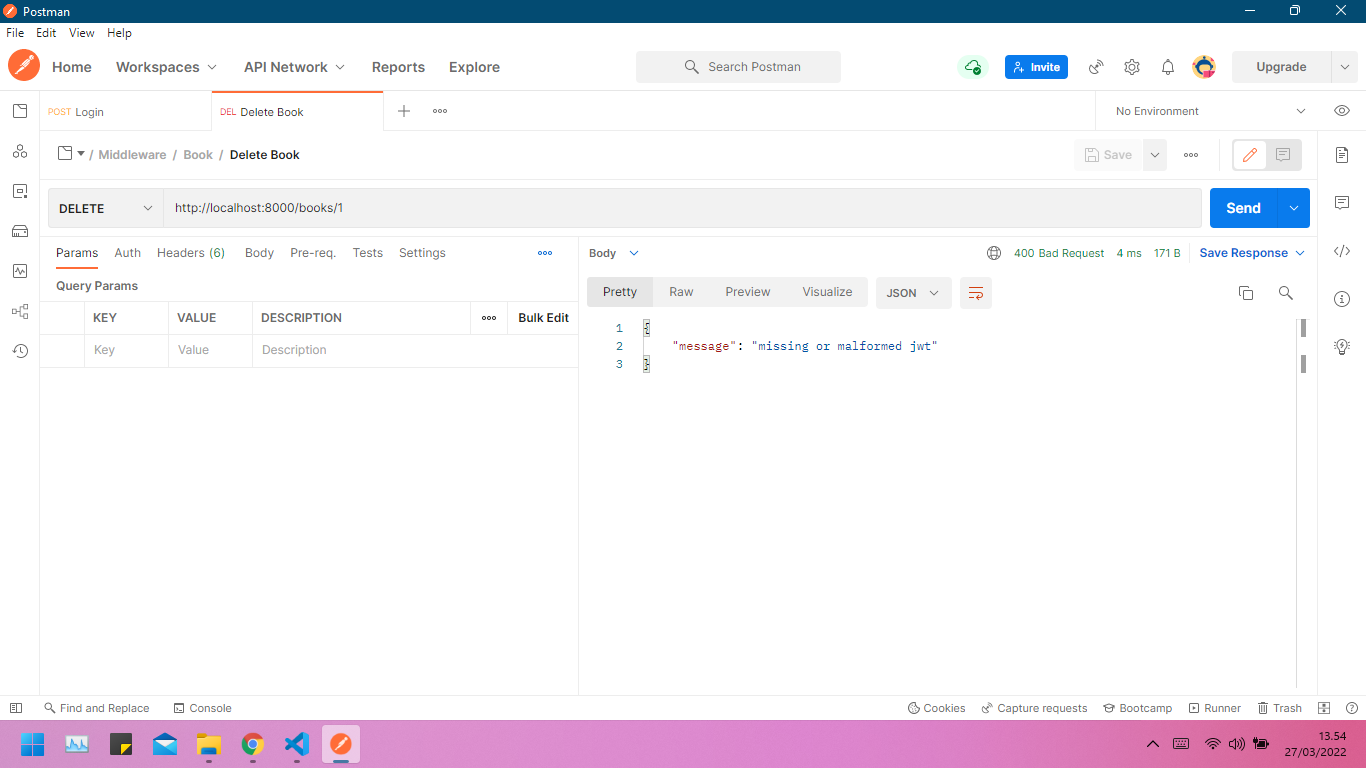 Postman
File Edit View Help
Home Workspaces API Network Reports Explore Search Postman Invite Upgrade
POST Login DEL Delete Book No Environment
/ Middleware / Book / Delete Book Save
DELETE http://localhost:8000/books/1 Send
Params Auth Headers (6) Body Pre-req. Tests Settings
Query Params
KEY VALUE DESCRIPTION Bulk Edit
Key Value Description
Body 400 Bad Request 4 ms 171 B Save Response
Pretty Raw Preview Visualize JSON
1 {
2 "message": "missing or malformed jwt"
3 }
Find and Replace Console Cookies Capture requests Bootcamp Runner Trash
13.54
27/03/2022